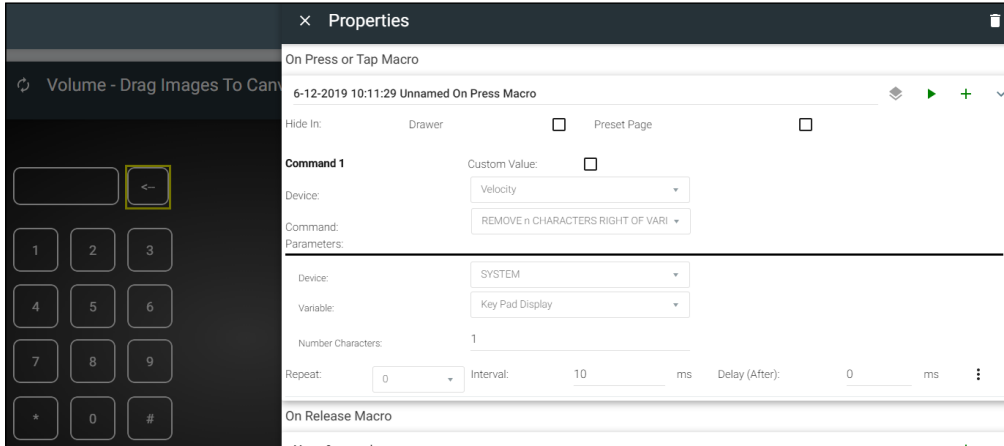 × Properties
On Press or Tap Macro
Volume - Drag Images To Can
6-12-2019 10:11:29 Unnamed On Press Macro
Hide In: Drawer Preset Page
Command 1 Custom Value:
<--
Device: Velocity
Command: REMOVE n CHARACTERS RIGHT OF VARI
Parameters:
1 2 3
Device: SYSTEM
Variable: Key Pad Display
4 5 6
Number Characters: 1
7 8 9
Repeat: 0 Interval: 10 ms Delay (After): 0 ms
* 0 #
On Release Macro